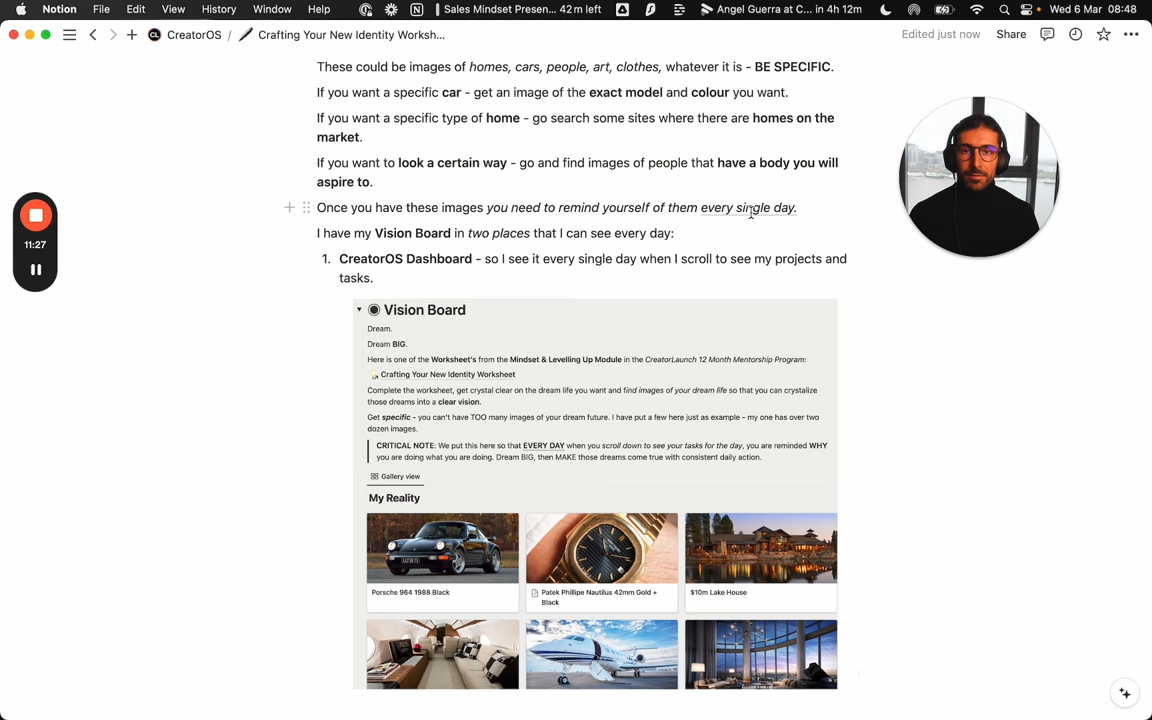 Notion File Edit View History Window Help Sales Mindset Presen... 42 m left Angel Guerra at C... in 4h 12m Wed 6 Mar 08:48
CreatorOS / Crafting Your New Identity Worksh... Edited just now Share
These could be images of homes, cars, people, art, clothes, whatever it is - BE SPECIFIC.
If you want a specific car - get an image of the exact model and colour you want.
If you want a specific type of home - go search some sites where there are homes on the
market.
If you want to look a certain way - go and find images of people that have a body you will
aspire to.
Once you have these images you need to remind yourself of them every single day.
I have my Vision Board in two places that I can see every day:
11:27
1. CreatorOS Dashboard - so I see it every single day when I scroll to see my projects and
tasks.
Vision Board
Dream.
Dream BIG.
Here is one of the Worksheet's from the Mindset & Levelling Up Module in the CreatorLaunch 12 Month Mentorship Program:
Crafting Your New Identity Worksheet
Complete the worksheet, get crystal clear on the dream life you want and find images of your dream life so that you can crystalize
those dreams into a clear vision.
Get specific - you can't have TOO many images of your dream future. I have put a few here just as example - my one has over two
dozen images.
CRITICAL NOTE: We put this here so that EVERY DAY when you scroll down to see your tasks for the day, you are reminded WHY
you are doing what you are doing. Dream BIG, then MAKE those dreams come true with consistent daily action.
Gallery view
My Reality
Porsche 964 1988 Black
Patek Phillipe Nautilus 42mm Gold +
Black
$10m Lake House